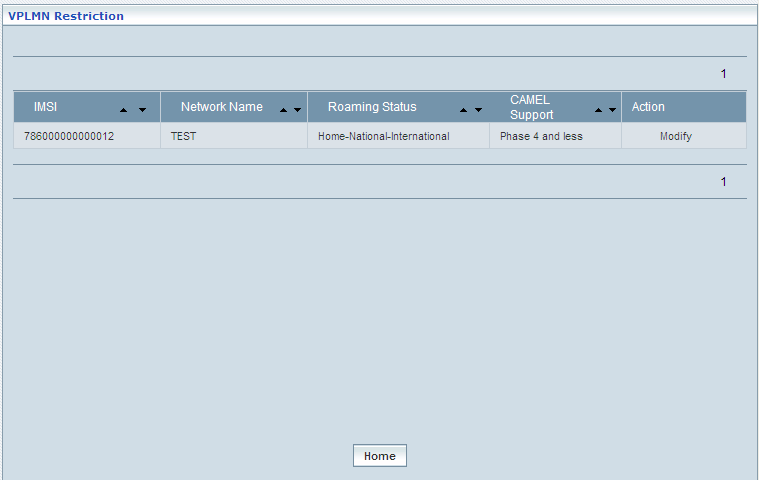 VPLMN Restriction
1
IMSI Network Name Roaming Status CAMEL Support Action
786000000000012 TEST Home-National-International Phase 4 and less Modify
1
Home